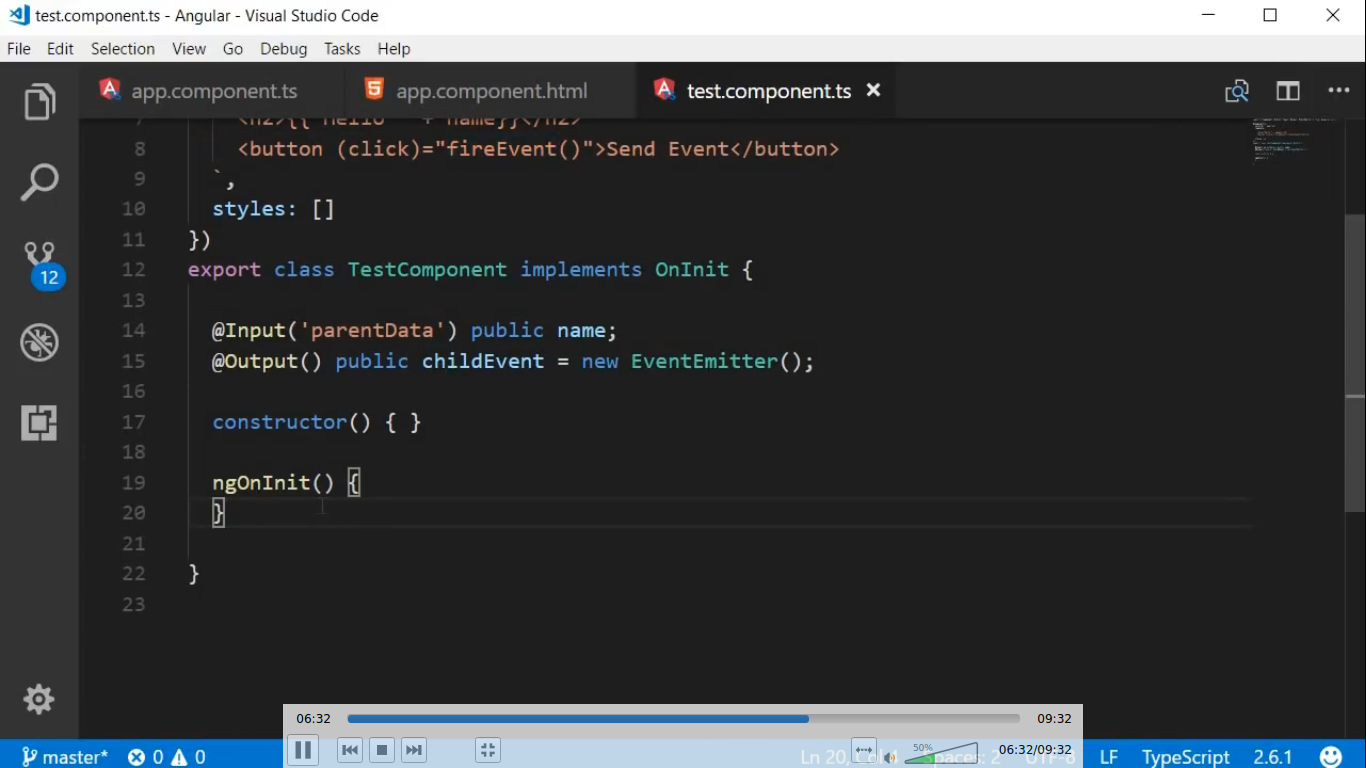 test.component.ts - Angular - Visual Studio Code
File Edit Selection View Go Debug Tasks Help
app.component.ts app.component.html test.component.ts
8 <button (click)="fireEvent()">Send Event</button>
9 `,
10 styles: []
11 })
12 export class TestComponent implements OnInit {
13
14 @Input('parentData') public name;
15 @Output() public childEvent = new EventEmitter();
16
17 constructor() { }
18
19 ngOnInit() {
20 }
21
22 }
23
12
06:32 09:32
50% 06:32/09:32
master* 0 0 Ln 20, Col 4 Spaces: 2 UTF-8 LF TypeScript 2.6.1